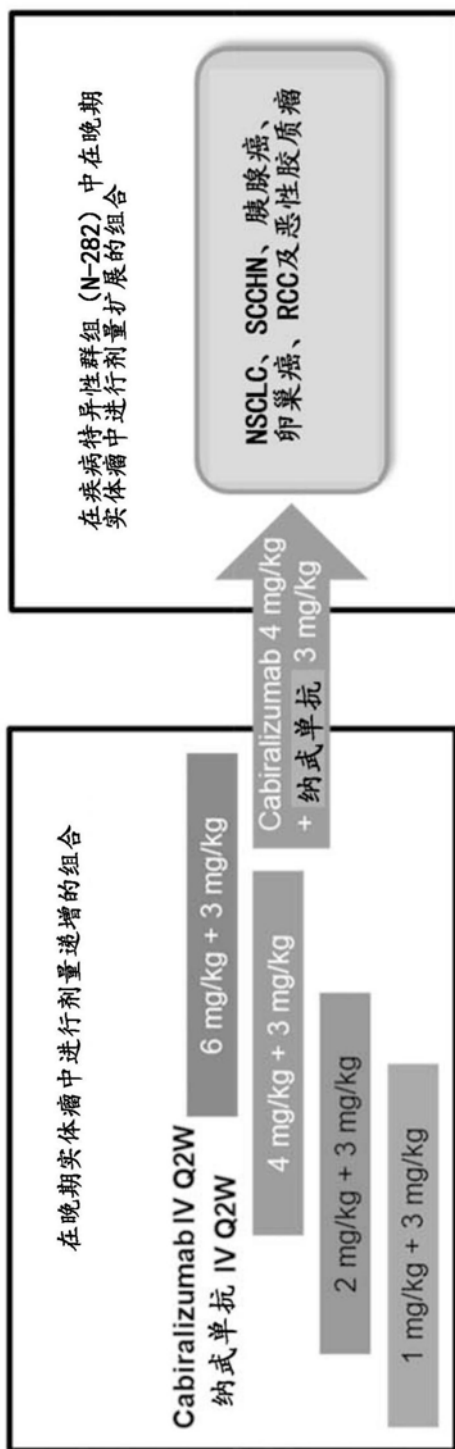 在晚期实体瘤中进行剂量递增的组合
Cabiralizumab IV Q2W
纳式单抗 IV Q2W
6 mg/kg + 3 mg/kg
4 mg/kg + 3 mg/kg
2 mg/kg + 3 mg/kg
1 mg/kg + 3 mg/kg
Cabiralizumab 4 mg/kg
+ 纳式单抗 3 mg/kg
在疾病特异性群组 (N-282) 中在晚期
实体瘤中进行剂量扩展的组合
NSCLC、SCCHN、胰腺癌、
卵巢癌、RCC及恶性胶质瘤